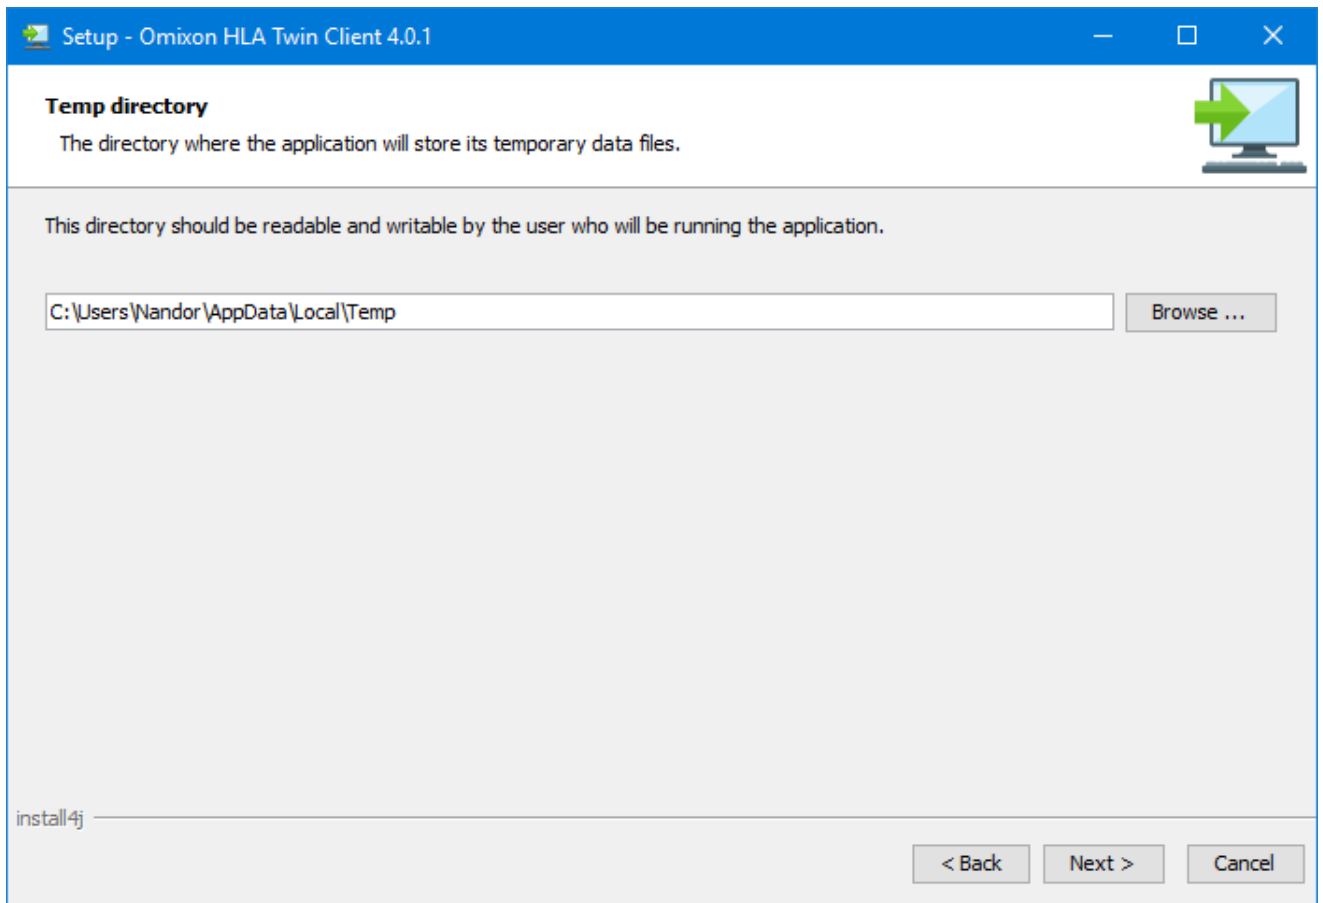 Setup - Omixon HLA Twin Client 4.0.1
Temp directory
The directory where the application will store its temporary data files.
This directory should be readable and writable by the user who will be running the application.
C:\Users\Nandor\AppData\Local\Temp
Browse ...
install4j
< Back
Next >
Cancel